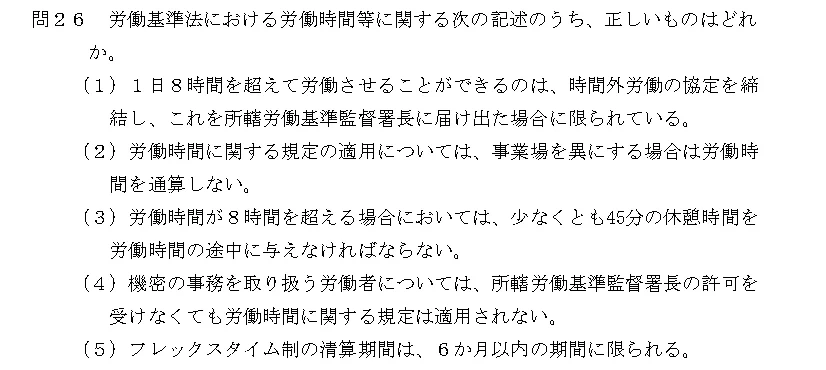 問２６　労働基準法における労働時間等に関する次の記述のうち、正しいものはどれ
か。
（１）１日８時間を超えて労働させることができるのは、時間外労働の協定を締
結し、これを所轄労働基準監督署長に届け出た場合に限られている。
（２）労働時間に関する規定の適用については、事業場を異にする場合は労働時
間を通算しない。
（３）労働時間が８時間を超える場合においては、少なくとも45分の休憩時間を
労働時間の途中に与えなければならない。
（４）機密の事務を取り扱う労働者については、所轄労働基準監督署長の許可を
受けなくても労働時間に関する規定は適用されない。
（５）フレックスタイム制の清算期間は、６か月以内の期間に限られる。